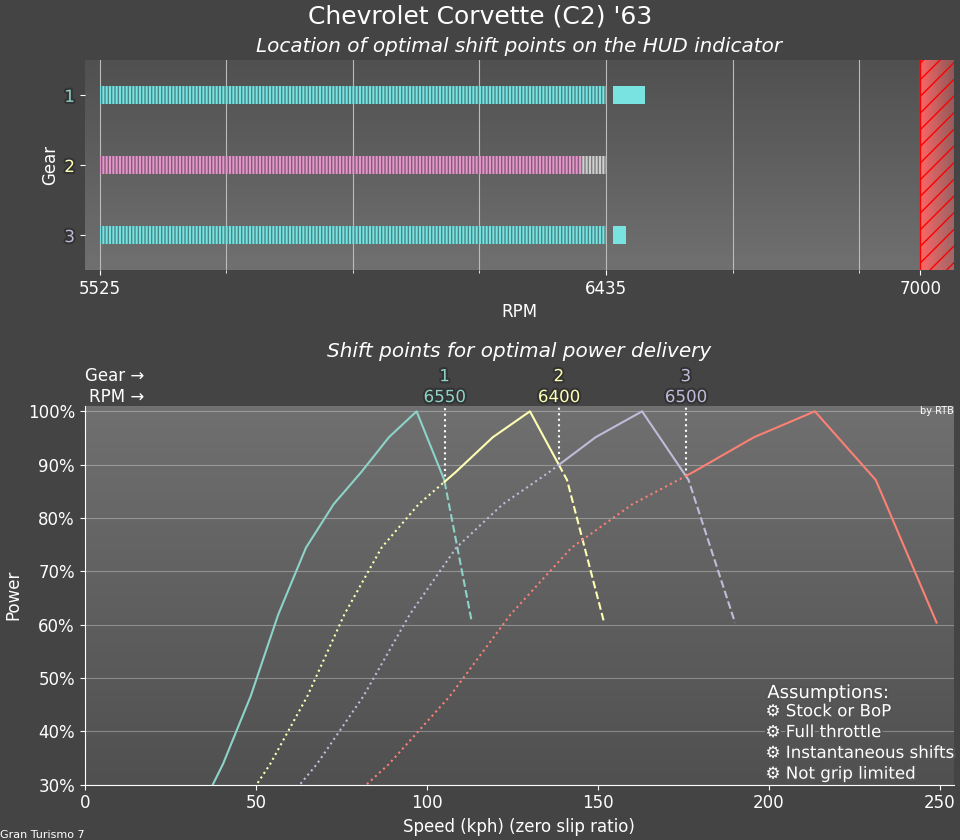 Chevrolet Corvette (C2) '63
Location of optimal shift points on the HUD indicator
Gear
1
2
3
5525
6435
7000
RPM
Shift points for optimal power delivery
Gear → 1 2 3
RPM → 6550 6400 6500
by RTB
Power
100%
90%
80%
70%
60%
50%
40%
30%
Assumptions:
⚙ Stock or BoP
⚙ Full throttle
⚙ Instantaneous shifts
⚙ Not grip limited
0 50 100 150 200 250
Speed (kph) (zero slip ratio)
Gran Turismo 7